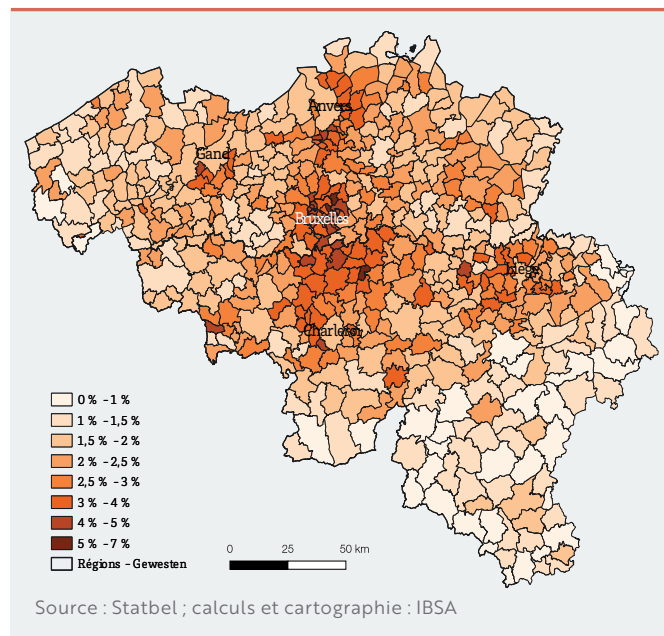 Anvers
Gand
Bruxelles
Liège
Charleroi
0 % - 1 %
1 % - 1,5 %
1,5 % - 2 %
2 % - 2,5 %
2,5 % - 3 %
3 % - 4 %
4 % - 5 %
5 % - 7 %
Régions - Gewesten
0 25 50 km
Source : Statbel ; calculs et cartographie : IBSA